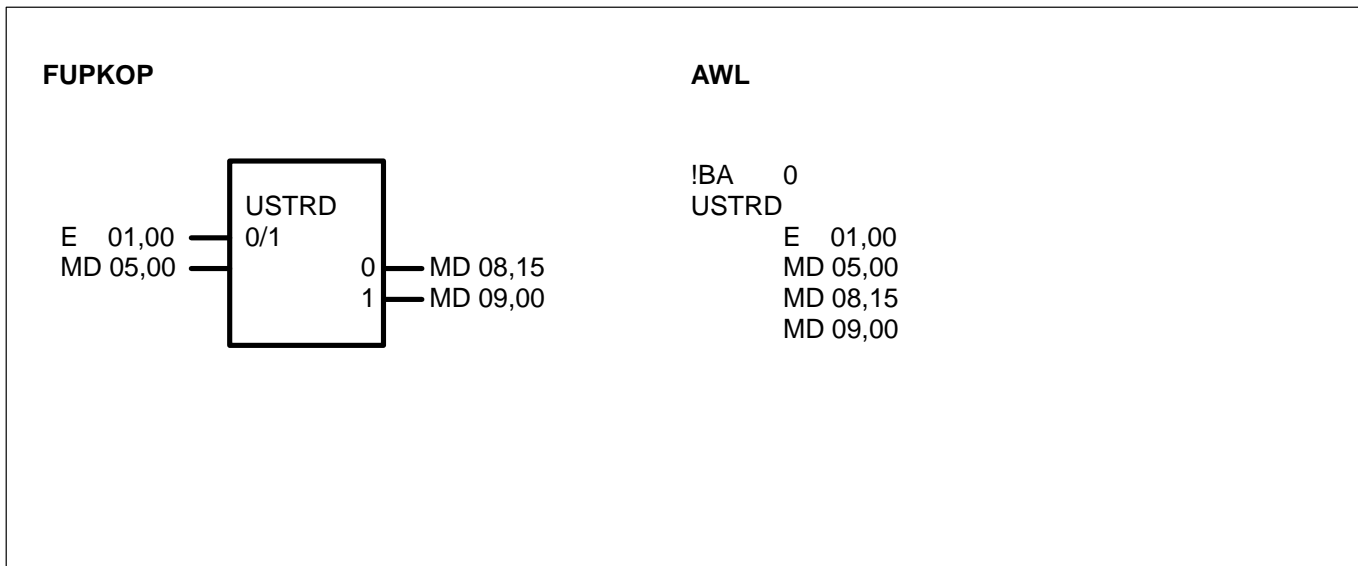 FUPKOP
USTRD
E 01,00 0/1
MD 05,00 0 MD 08,15
1 MD 09,00
AWL
!BA 0
USTRD
E 01,00
MD 05,00
MD 08,15
MD 09,00